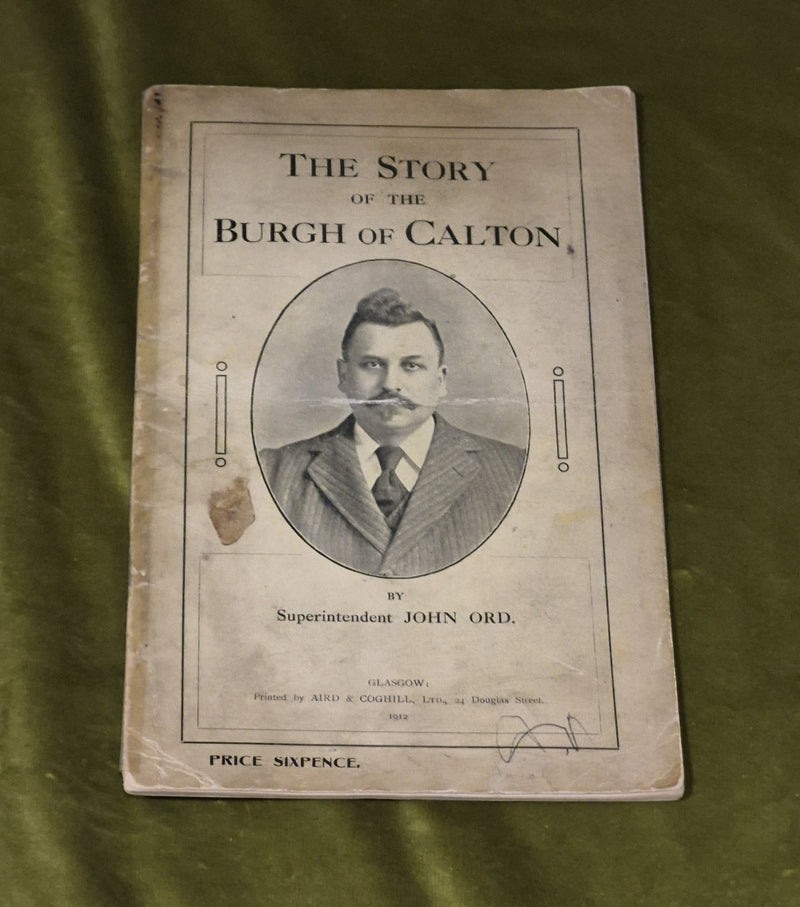 THE STORY
OF THE
BURGH OF CALTON
BY
Superintendent JOHN ORD.
GLASGOW:
Printed by AIRD & COGHILL, LTD., 24 Douglas Street.
1912
PRICE SIXPENCE.